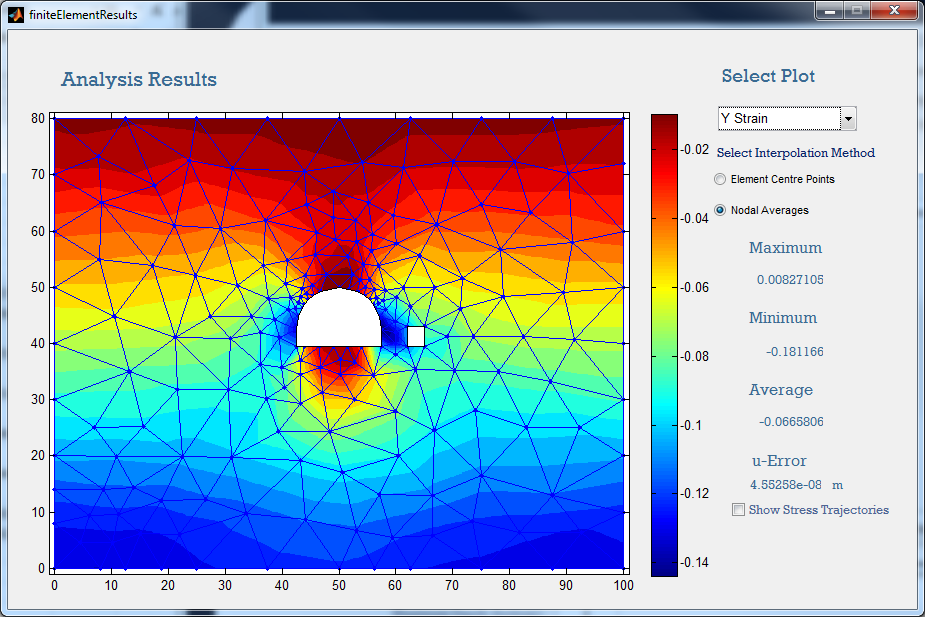 finiteElementResults
Analysis Results
Select Plot
Y Strain
Select Interpolation Method
Element Centre Points
Nodal Averages
Maximum
0.00827105
Minimum
-0.181166
Average
-0.0665806
u-Error
4.55258e-08 m
Show Stress Trajectories
80
70
60
50
40
30
20
10
0
0 10 20 30 40 50 60 70 80 90 100
-0.02
-0.04
-0.06
-0.08
-0.1
-0.12
-0.14